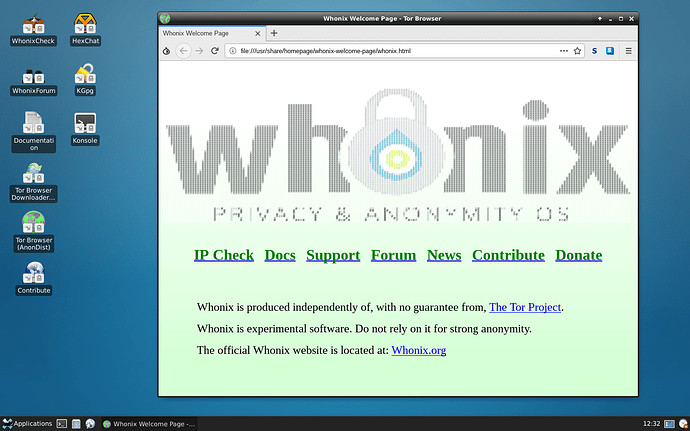 WhonixCheck
HexChat
WhonixForum
KGpg
Documentati
on
Konsole
Tor Browser
Downloader...
Tor Browser
(AnonDist)
Contribute
Whonix Welcome Page - Tor Browser
Whonix Welcome Page
file:///usr/share/homepage/whonix-welcome-page/whonix.html
whonix
PRIVACY & ANONYMITY OS
IP Check Docs Support Forum News Contribute Donate
Whonix is produced independently of, with no guarantee from, The Tor Project.
Whonix is experimental software. Do not rely on it for strong anonymity.
The official Whonix website is located at: Whonix.org
Applications
Whonix Welcome Page -...
12:32